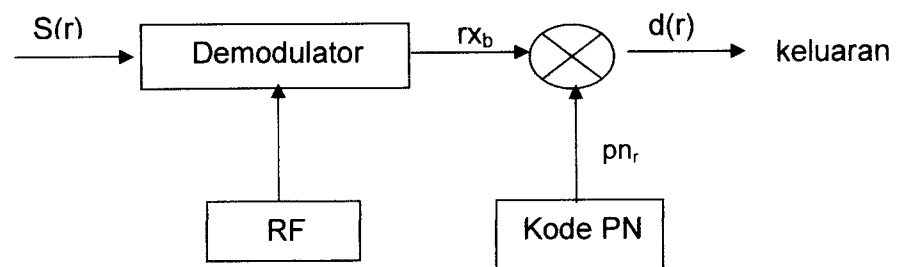 S(r)
Demodulator
rx_b
d(r)
keluaran
pn_r
RF
Kode PN